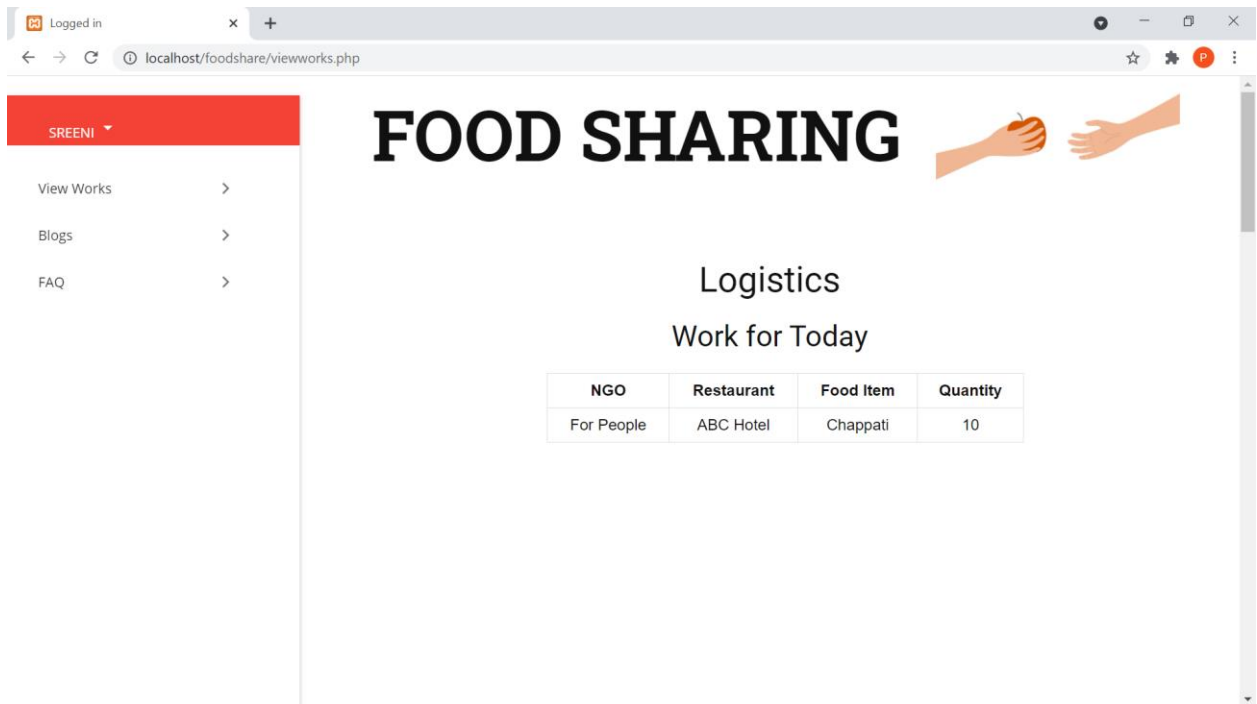 Logged in
localhost/foodshare/viewworks.php
P
SREENI
View Works
Blogs
FAQ
FOOD SHARING
Logistics
Work for Today
NGO Restaurant Food Item Quantity
For People ABC Hotel Chappati 10